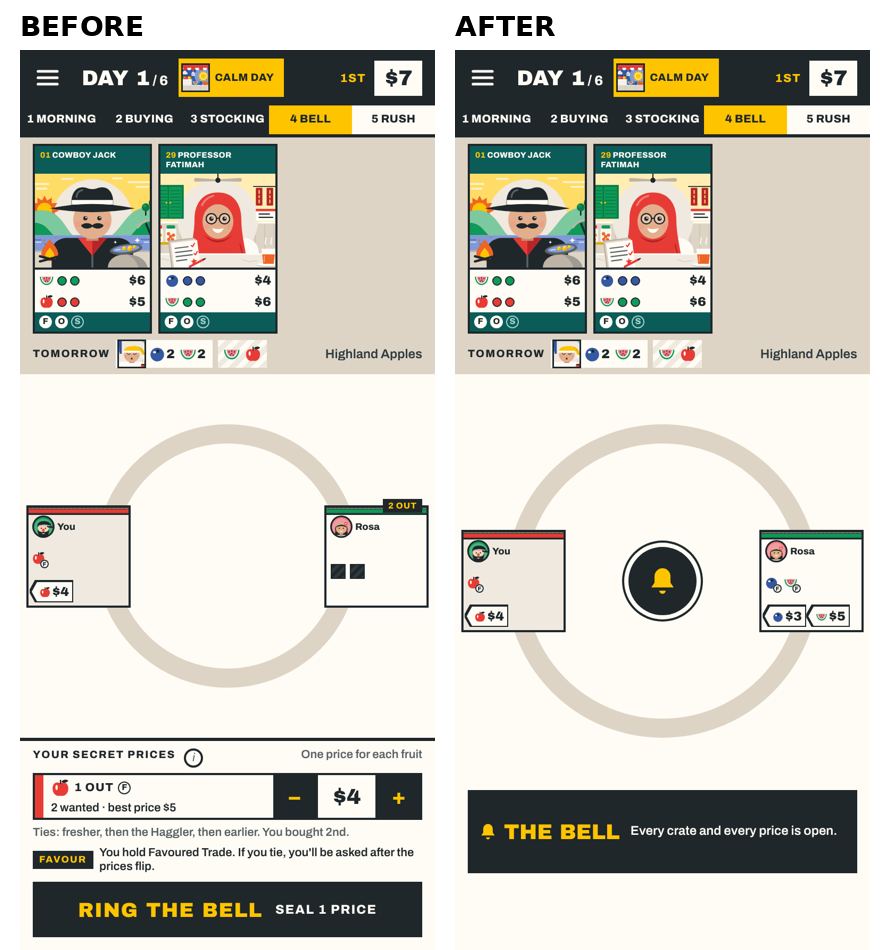 BEFORE
DAY 1/6
CALM DAY
1ST
$7
1 MORNING
2 BUYING
3 STOCKING
4 BELL
5 RUSH
01 COWBOY JACK
$6
$5
F O S
29 PROFESSOR
FATIMAH
$4
$6
F O S
TOMORROW
2
2
Highland Apples
You
F
$4
2 OUT
Rosa
YOUR SECRET PRICES
i
One price for each fruit
1 OUT F
2 wanted · best price $5
–
$4
+
Ties: fresher, then the Haggler, then earlier. You bought 2nd.
FAVOUR
You hold Favoured Trade. If you tie, you'll be asked after the
prices flip.
RING THE BELL SEAL 1 PRICE
AFTER
DAY 1/6
CALM DAY
1ST
$7
1 MORNING
2 BUYING
3 STOCKING
4 BELL
5 RUSH
01 COWBOY JACK
$6
$5
F O S
29 PROFESSOR
FATIMAH
$4
$6
F O S
TOMORROW
2
2
Highland Apples
You
F
$4
Rosa
F F
$3
$5
THE BELL Every crate and every price is open.